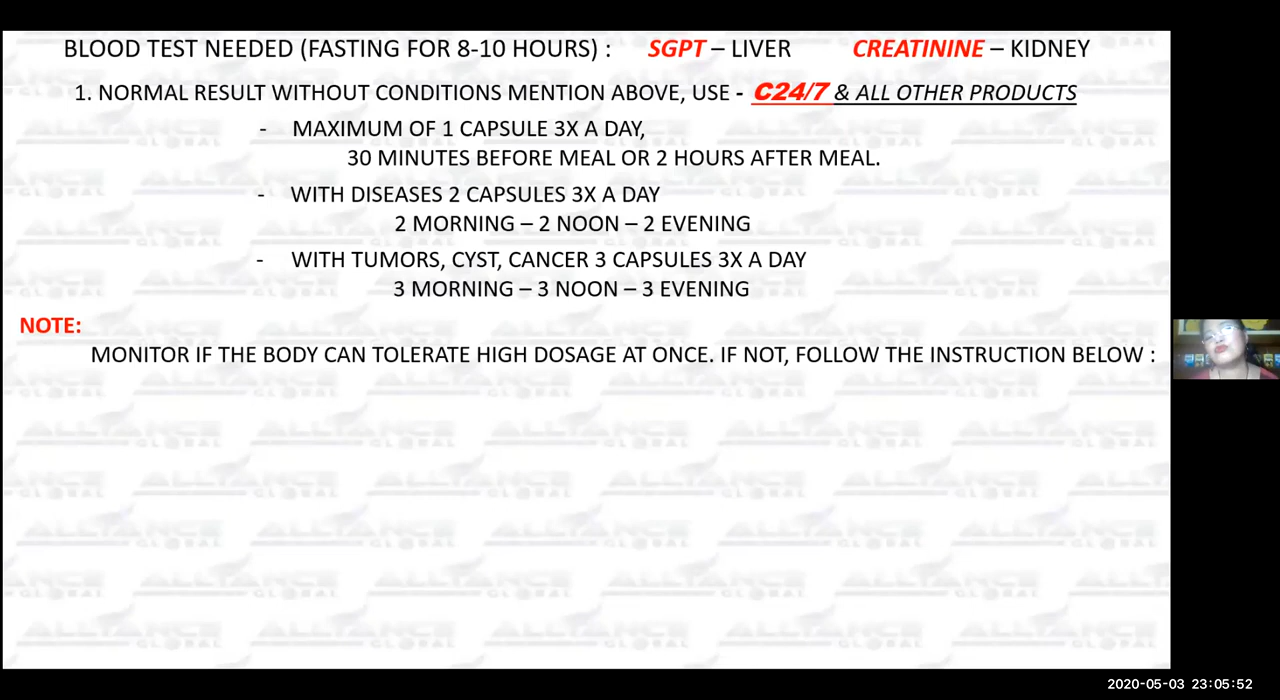 BLOOD TEST NEEDED (FASTING FOR 8-10 HOURS) : SGPT – LIVER CREATININE – KIDNEY
1. NORMAL RESULT WITHOUT CONDITIONS MENTION ABOVE, USE - C24/7 & ALL OTHER PRODUCTS
- MAXIMUM OF 1 CAPSULE 3X A DAY,
30 MINUTES BEFORE MEAL OR 2 HOURS AFTER MEAL.
- WITH DISEASES 2 CAPSULES 3X A DAY
2 MORNING – 2 NOON – 2 EVENING
- WITH TUMORS, CYST, CANCER 3 CAPSULES 3X A DAY
3 MORNING – 3 NOON – 3 EVENING
NOTE:
MONITOR IF THE BODY CAN TOLERATE HIGH DOSAGE AT ONCE. IF NOT, FOLLOW THE INSTRUCTION BELOW :
ALLIANCE
GLOBAL
2020-05-03 23:05:52